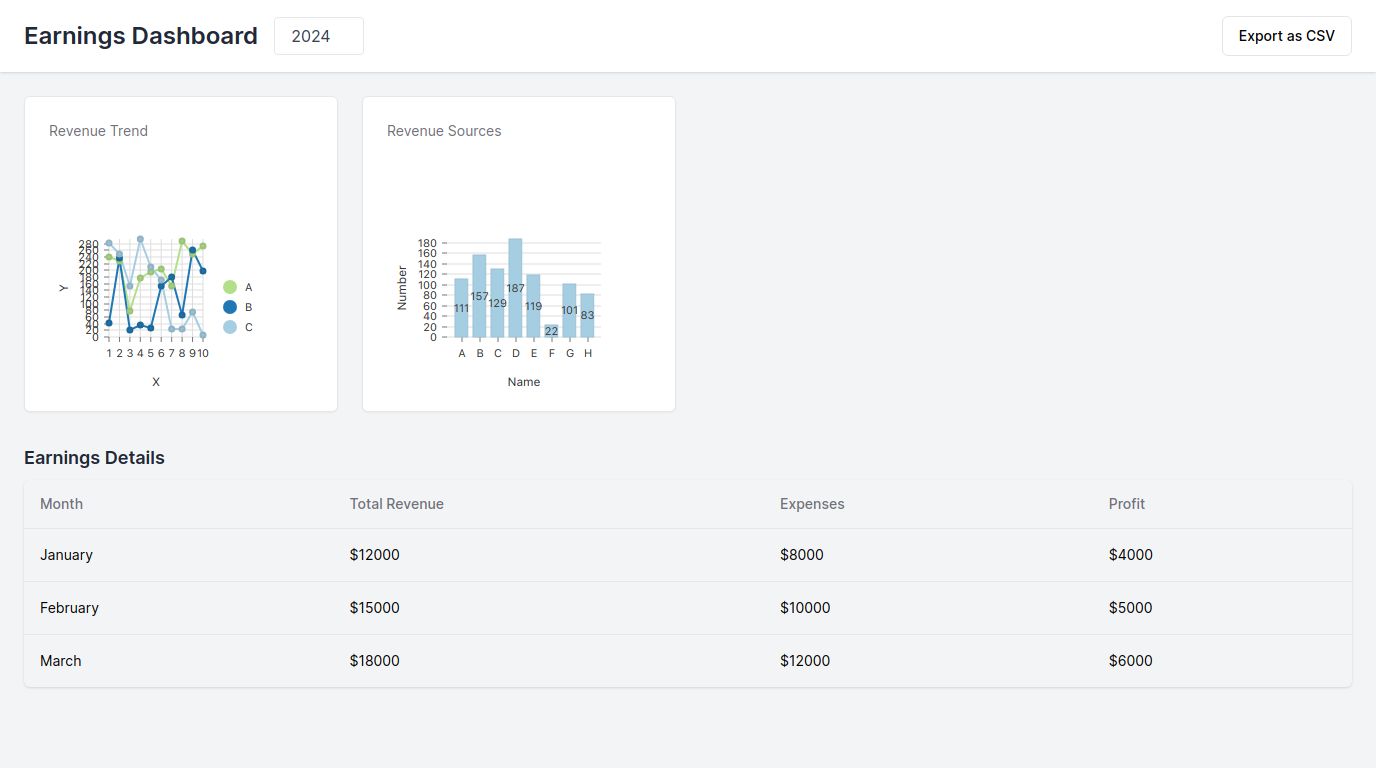 Earnings Dashboard 2024 Export as CSV
Revenue Trend
280
260
240
220
200
180
160
140
120
100
80
60
40
20
0
Y
1 2 3 4 5 6 7 8 9 10
X
A
B
C
Revenue Sources
180
160
140
120
100
80
60
40
20
0
Number
111 157 129 187 119 22 101 83
A B C D E F G H
Name
Earnings Details
Month Total Revenue Expenses Profit
January $12000 $8000 $4000
February $15000 $10000 $5000
March $18000 $12000 $6000